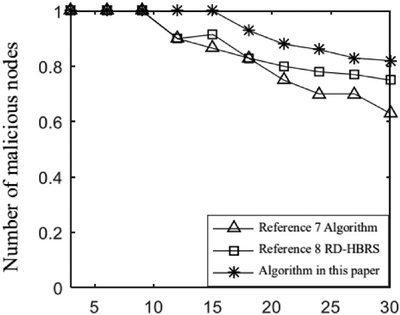 1
0.8
0.6
0.4
0.2
0
Number of malicious nodes
Reference 7 Algorithm
Reference 8 RD-HBRS
Algorithm in this paper
5 10 15 20 25 30